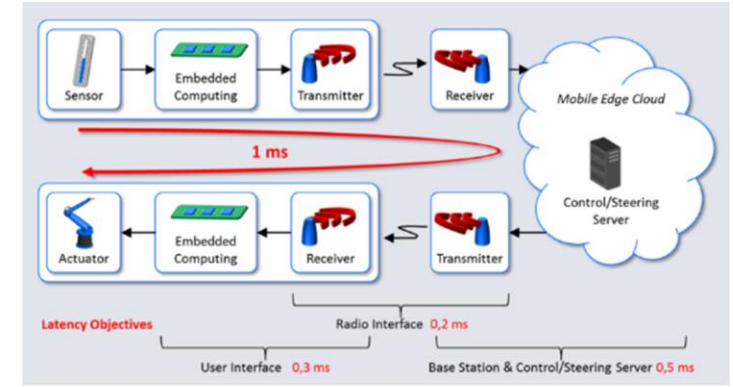 Sensor
Embedded
Computing
Transmitter
Receiver
Mobile Edge Cloud
1 ms
Control/Steering
Server
Actuator
Embedded
Computing
Receiver
Transmitter
Latency Objectives
Radio Interface 0,2 ms
User Interface 0,3 ms
Base Station & Control/Steering Server 0,5 ms